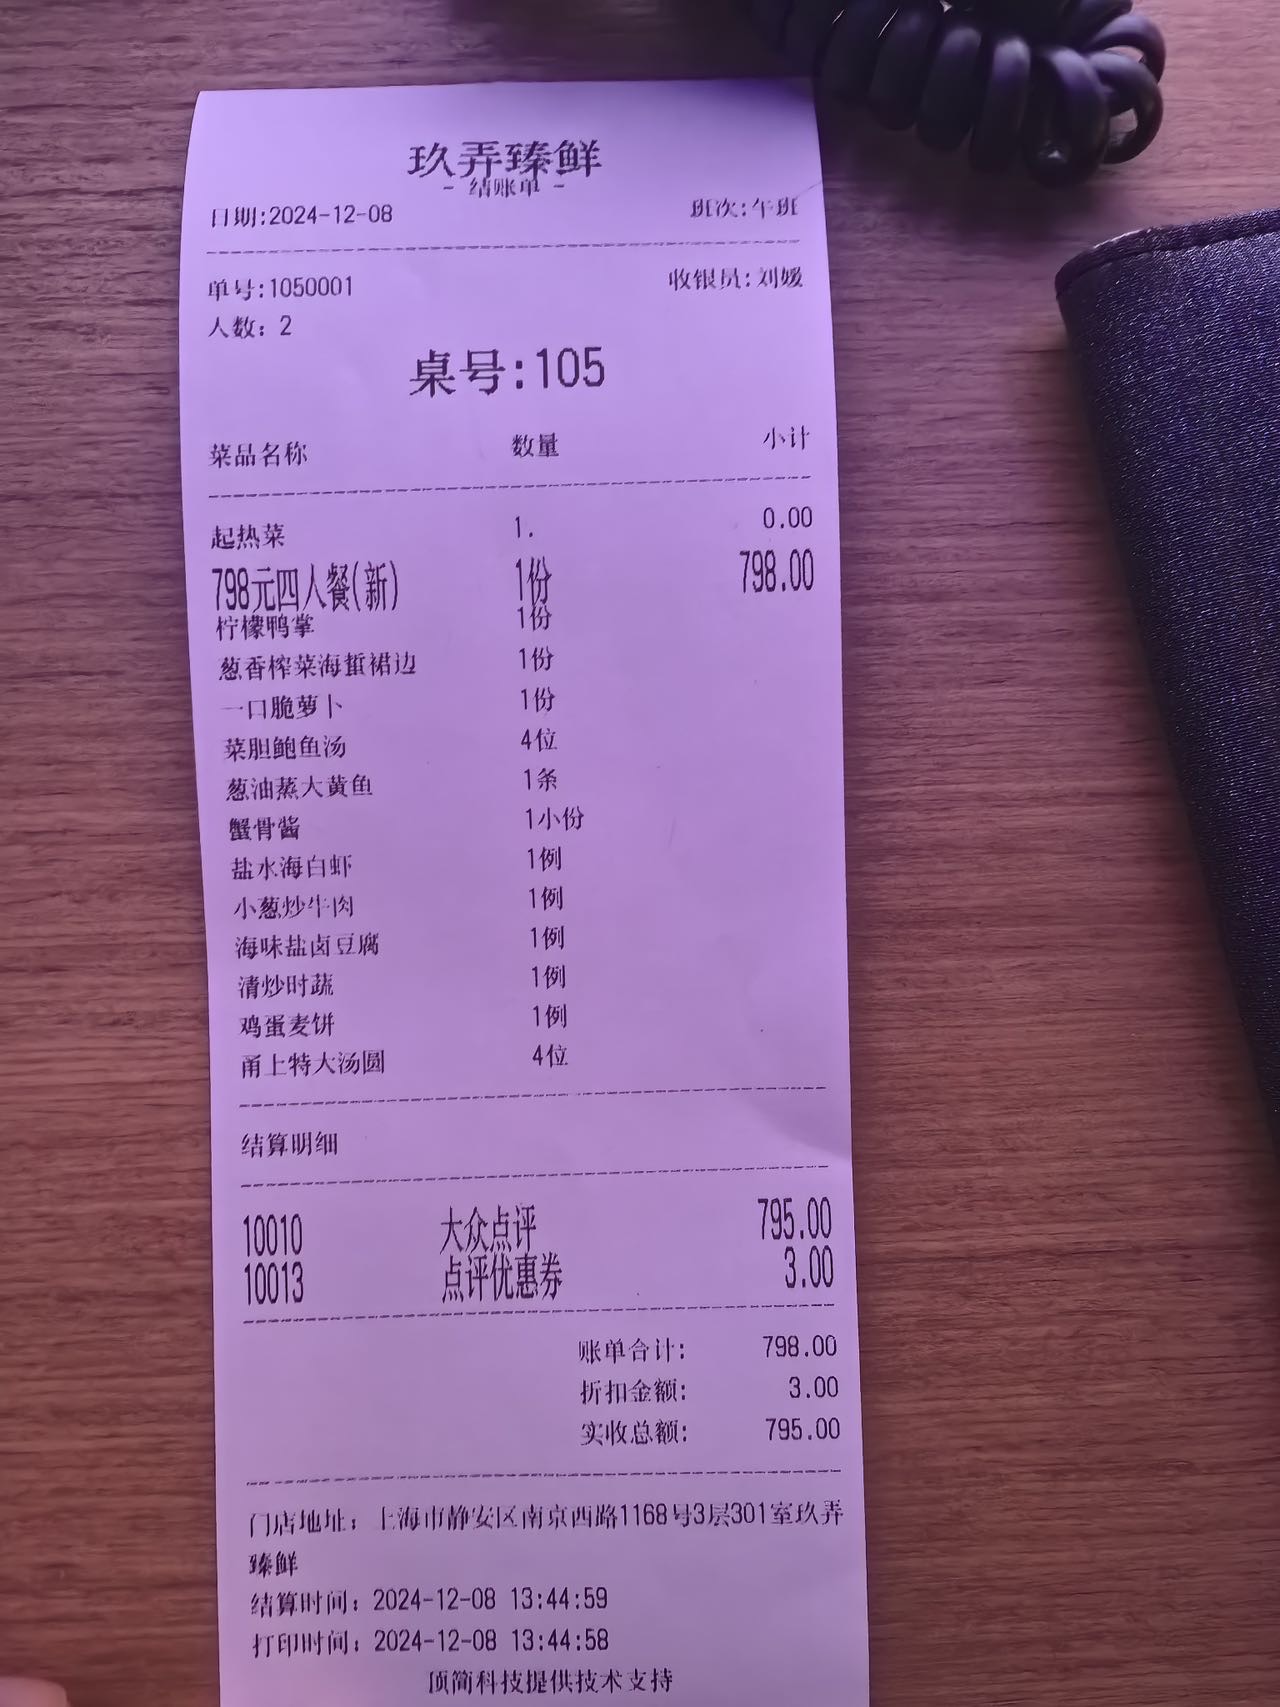 玖弄臻鲜
- 结账单 -
日期:2024-12-08 班次:午班
单号:1050001 收银员:刘媛
人数: 2
桌号:105
菜品名称 数量 小计
起热菜 1. 0.00
798元四人餐(新) 1份 798.00
柠檬鸭掌 1份
葱香榨菜海蜇裙边 1份
一口脆萝卜 1份
菜胆鲍鱼汤 4位
葱油蒸大黄鱼 1条
蟹骨酱 1小份
盐水海白虾 1例
小葱炒牛肉 1例
海味盐卤豆腐 1例
清炒时蔬 1例
鸡蛋麦饼 1例
甬上特大汤圆 4位
结算明细
10010 大众点评 795.00
10013 点评优惠券 3.00
账单合计: 798.00
折扣金额: 3.00
实收总额: 795.00
门店地址: 上海市静安区南京西路1168号3层301室玖弄
臻鲜
结算时间: 2024-12-08 13:44:59
打印时间: 2024-12-08 13:44:58
顶简科技提供技术支持